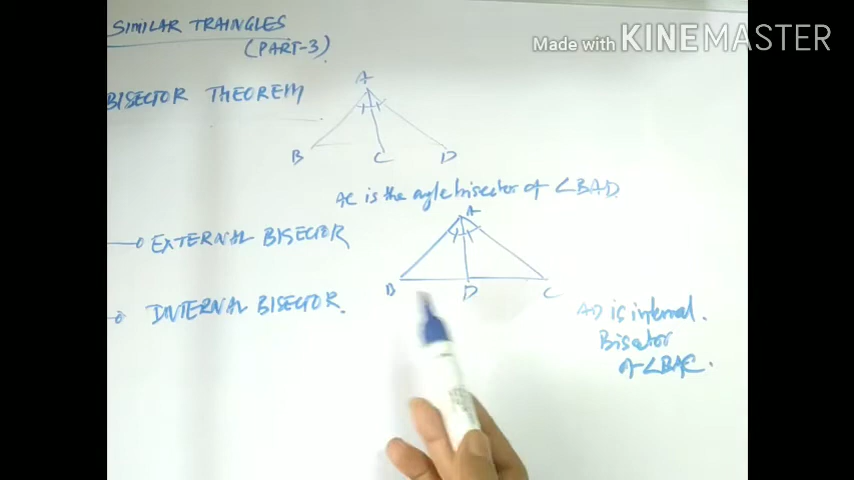 SIMILAR TRAINGLES
(PART-3)
Made with KINEMASTER
BISECTOR THEOREM
A
B C D
AC is the angle bisector of ∠BAD
A
EXTERNAL BISECTOR
B D C
INTERNAL BISECTOR.
AD is internal.
Bisector
of ∠BAC.